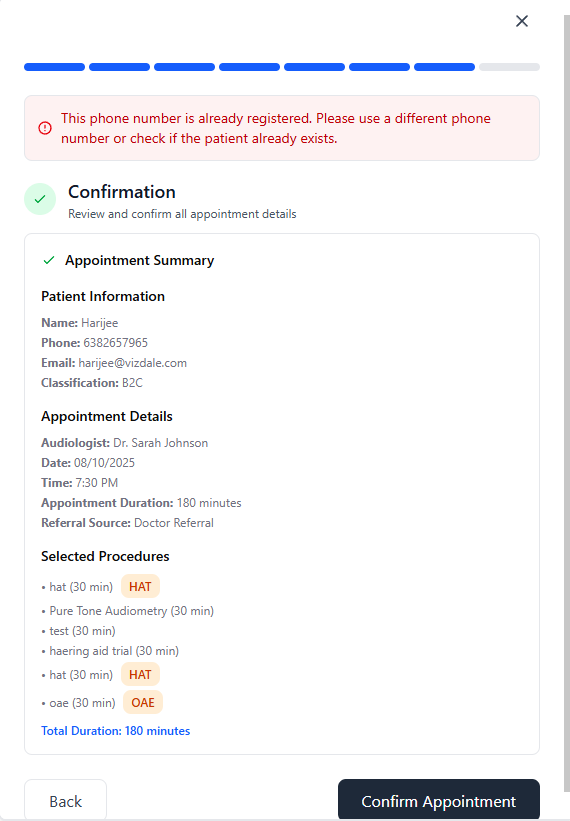 This phone number is already registered. Please use a different phone
number or check if the patient already exists.
Confirmation
Review and confirm all appointment details
Appointment Summary
Patient Information
Name: Harijee
Phone: 6382657965
Email: harijee@vizdale.com
Classification: B2C
Appointment Details
Audiologist: Dr. Sarah Johnson
Date: 08/10/2025
Time: 7:30 PM
Appointment Duration: 180 minutes
Referral Source: Doctor Referral
Selected Procedures
• hat (30 min) HAT
• Pure Tone Audiometry (30 min)
• test (30 min)
• haering aid trial (30 min)
• hat (30 min) HAT
• oae (30 min) OAE
Total Duration: 180 minutes
Back Confirm Appointment